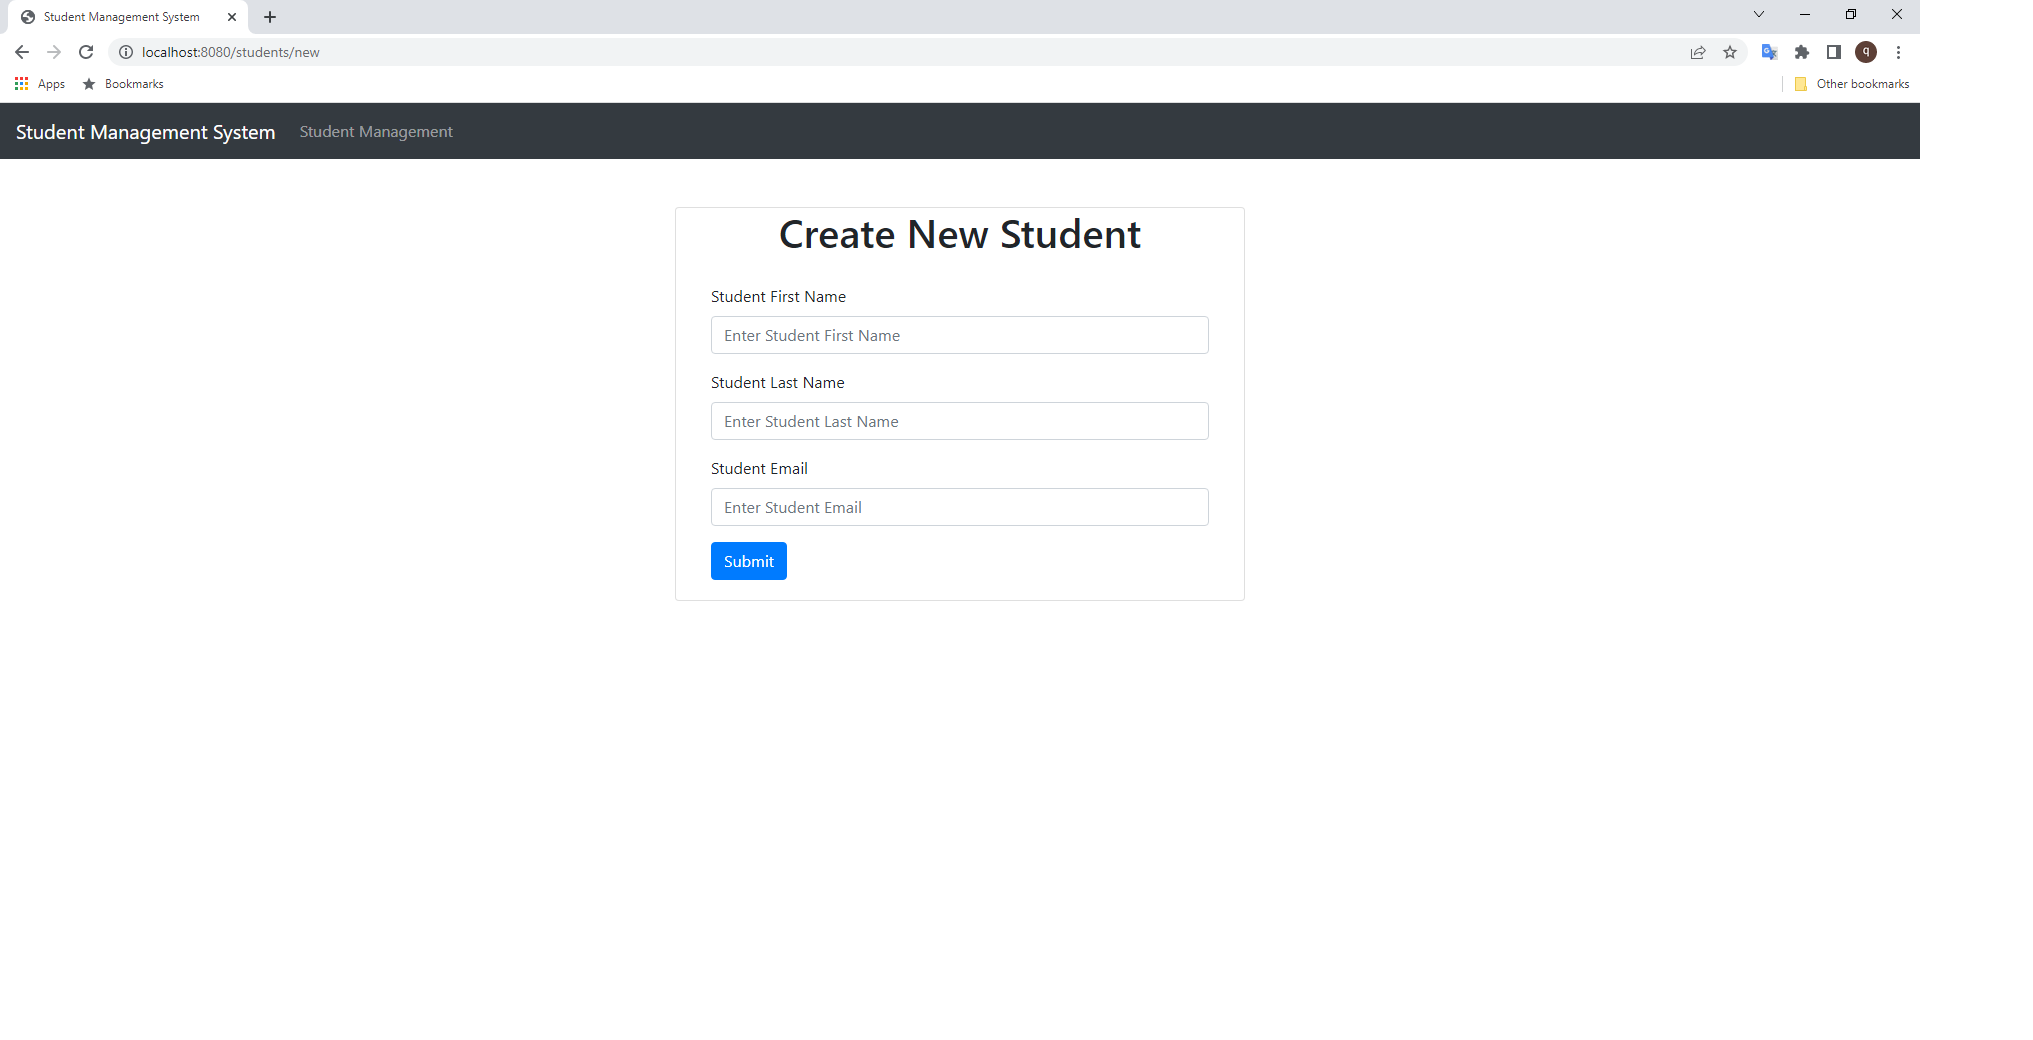 Student Management System
localhost:8080/students/new
q
Apps
Bookmarks
Other bookmarks
Student Management System
Student Management
Create New Student
Student First Name
Enter Student First Name
Student Last Name
Enter Student Last Name
Student Email
Enter Student Email
Submit